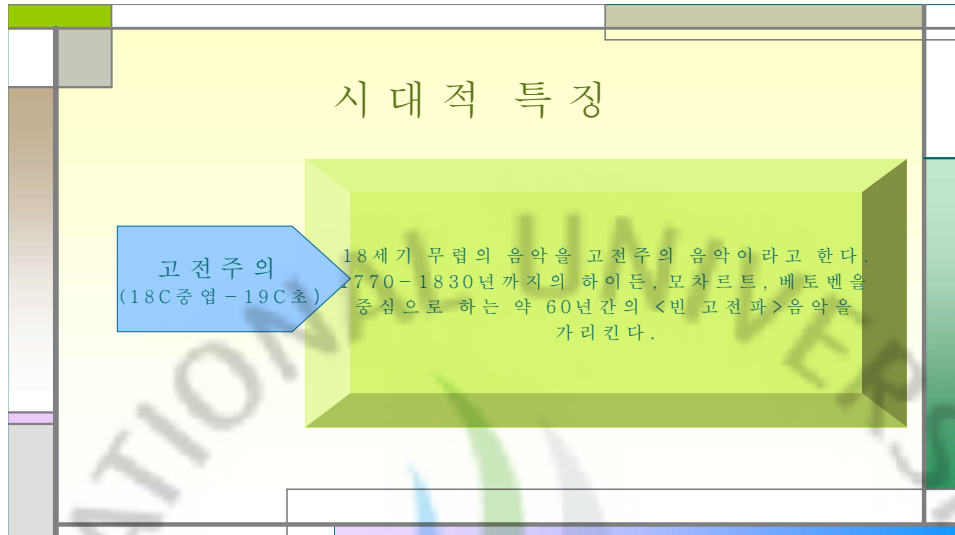 시대적 특징
고전주의
(18C중엽-19C초)
18세기 무렵의 음악을 고전주의 음악이라고 한다.
1770-1830년까지의 하이든, 모차르트, 베토벤을
중심으로 하는 약 60년간의 <빈 고전파>음악을
가리킨다.
NATIONAL UNIVERS